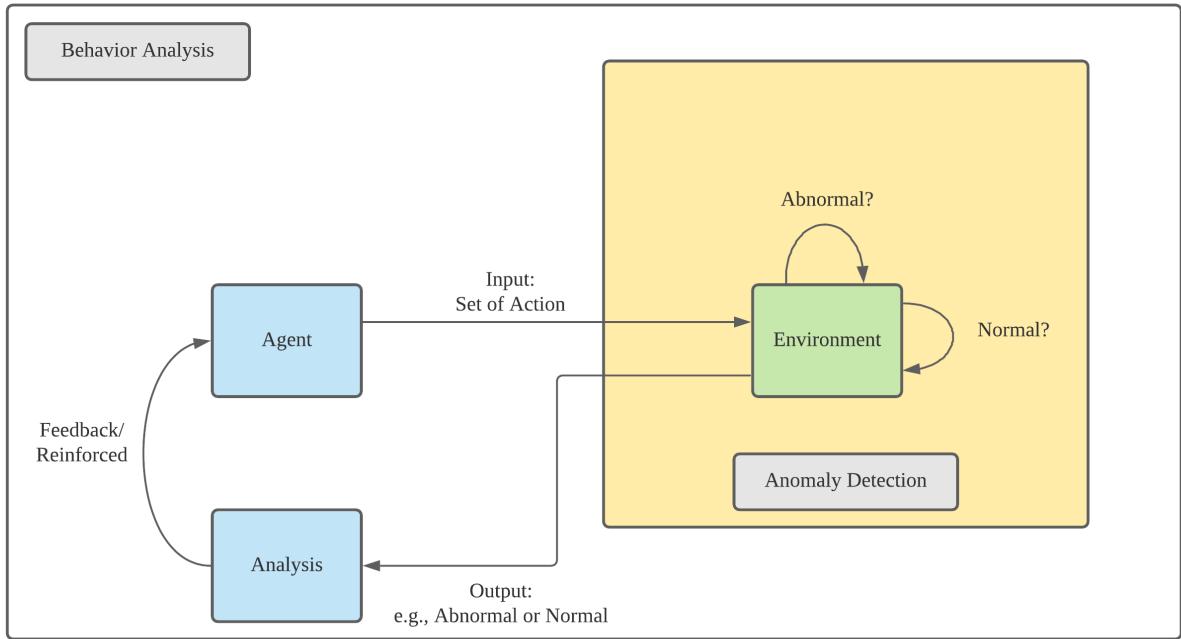 Behavior Analysis
Abnormal?
Input:
Set of Action
Agent
Environment
Normal?
Feedback/
Reinforced
Anomaly Detection
Analysis
Output:
e.g., Abnormal or Normal